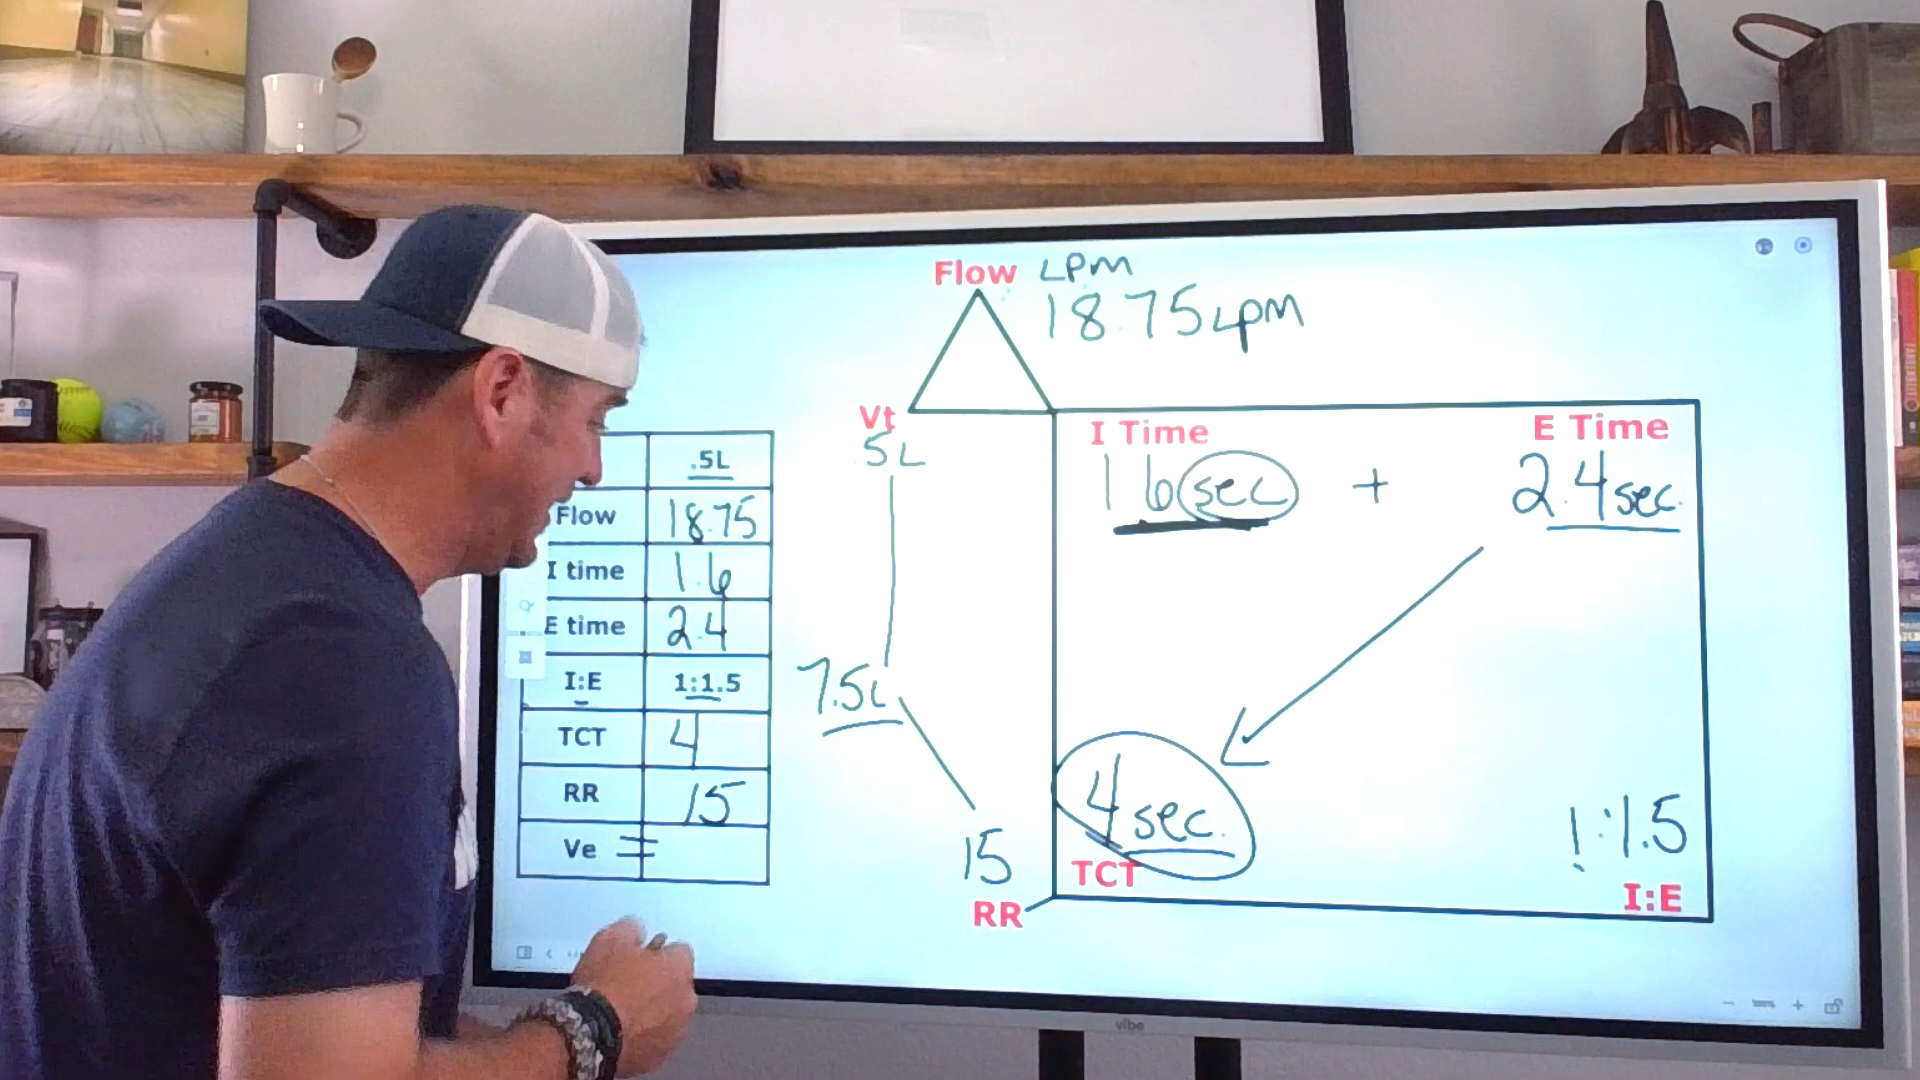 Flow LPM
18.75 LPM
Vt
.5L
I Time
E Time
1.6 sec + 2.4 sec.
.5L
Flow 18.75
I time 1.6
E time 2.4
I:E 1:1.5
TCT 4
RR 15
Ve =
7.5L
4 sec.
15
1:1.5
TCT
RR
I:E
vibe